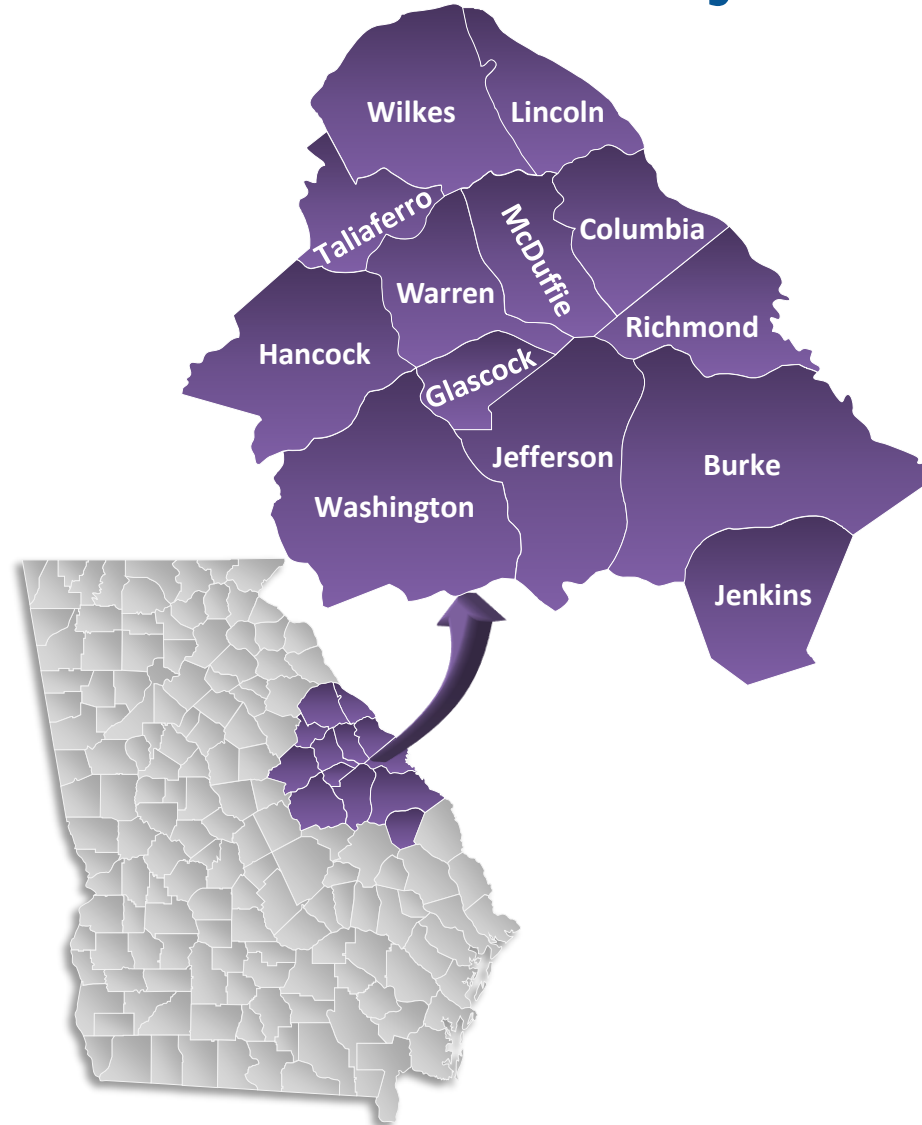 Wilkes
Lincoln
Taliaferro
McDuffie
Columbia
Warren
Richmond
Hancock
Glascock
Jefferson
Burke
Washington
Jenkins